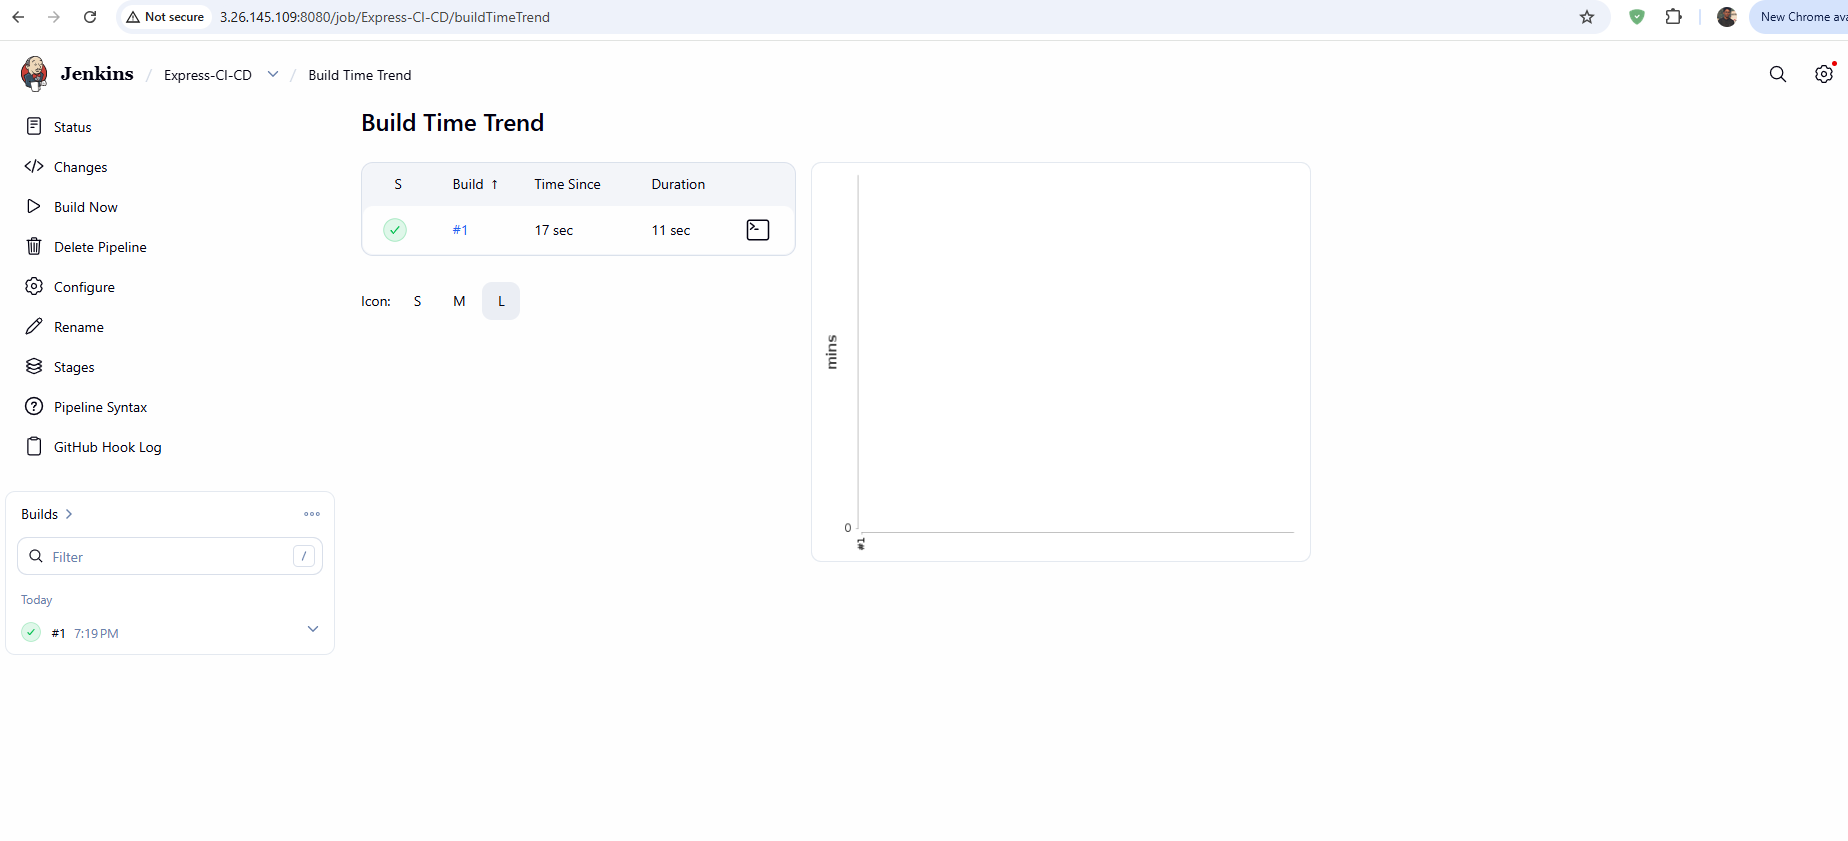 Not secure 3.26.145.109:8080/job/Express-CI-CD/buildTimeTrend New Chrome ava
Jenkins / Express-CI-CD / Build Time Trend
Status
Changes
Build Now
Delete Pipeline
Configure
Rename
Stages
Pipeline Syntax
GitHub Hook Log
Builds
Filter /
Today
#1 7:19 PM
Build Time Trend
S Build ↑ Time Since Duration
#1 17 sec 11 sec
Icon: S M L
mins
0
#1